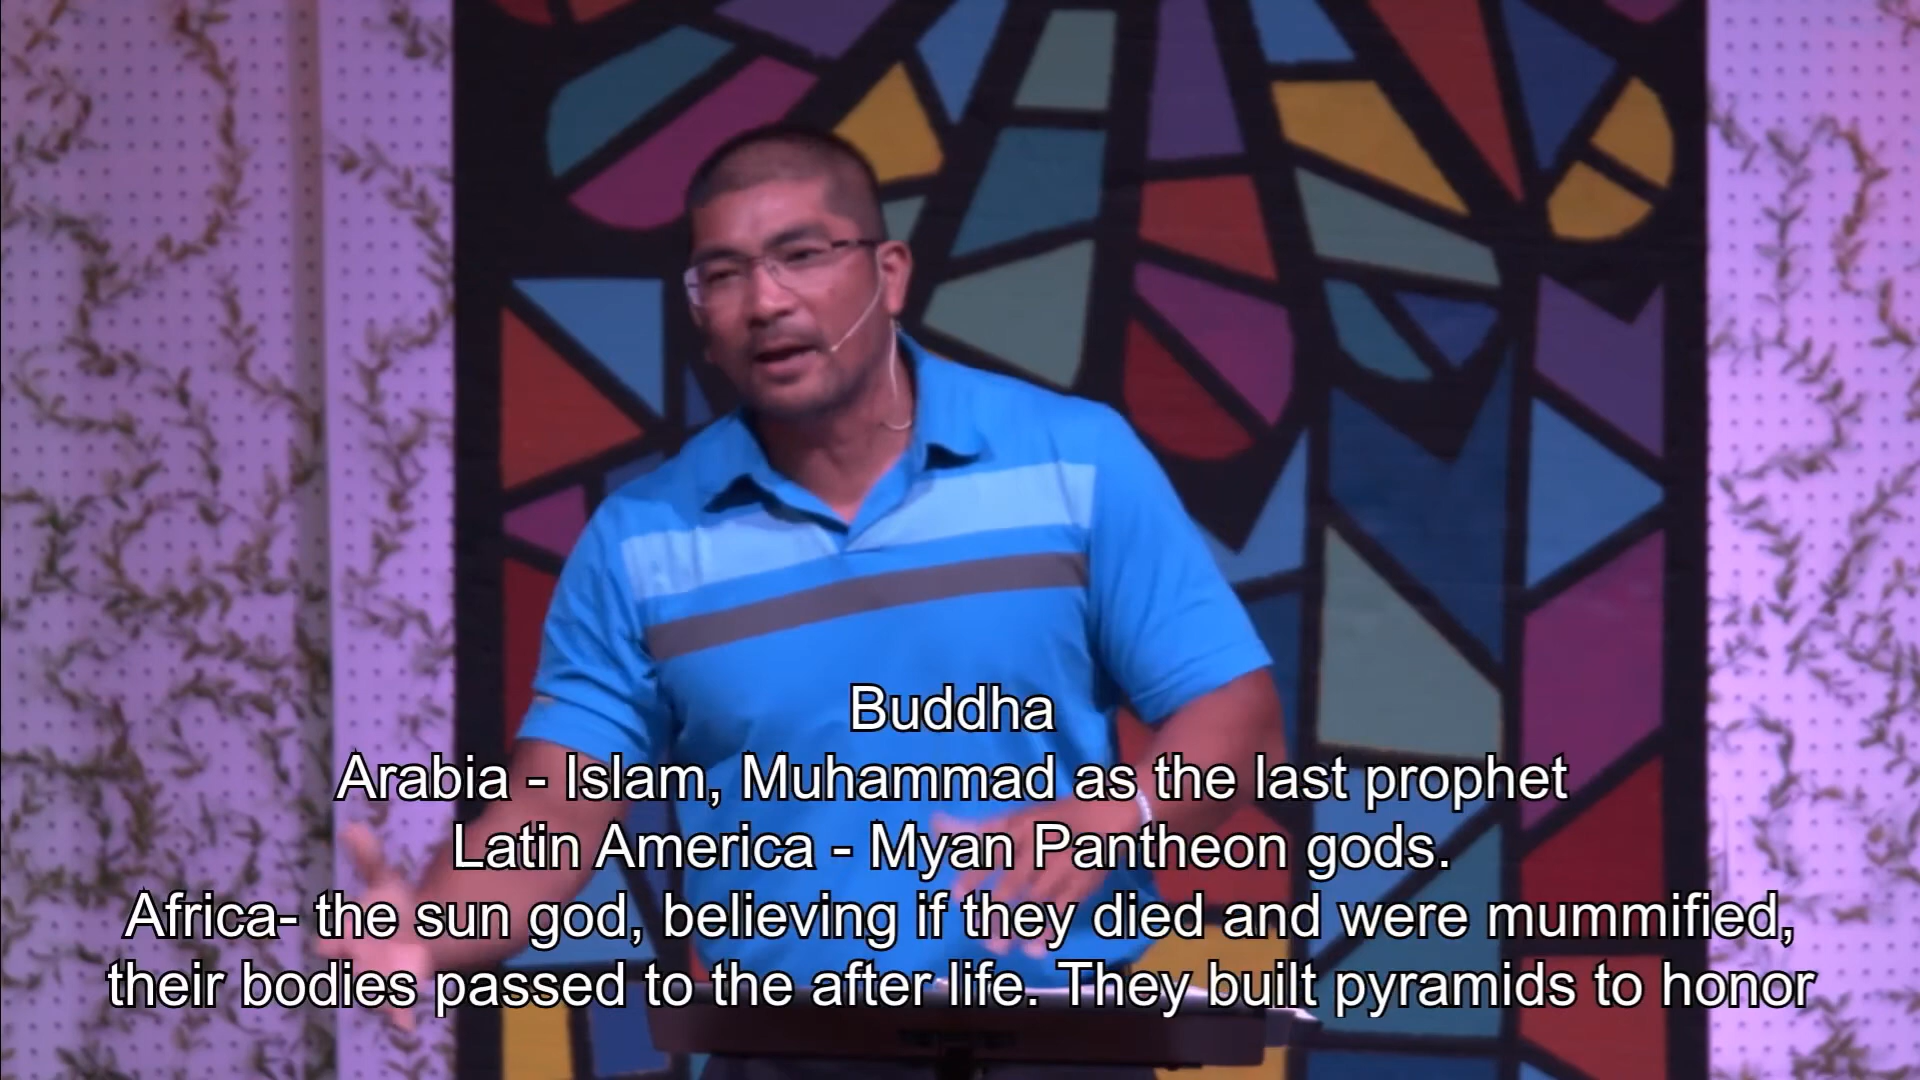 Buddha
Arabia - Islam, Muhammad as the last prophet
Latin America - Myan Pantheon gods.
Africa- the sun god, believing if they died and were mummified,
their bodies passed to the after life. They built pyramids to honor